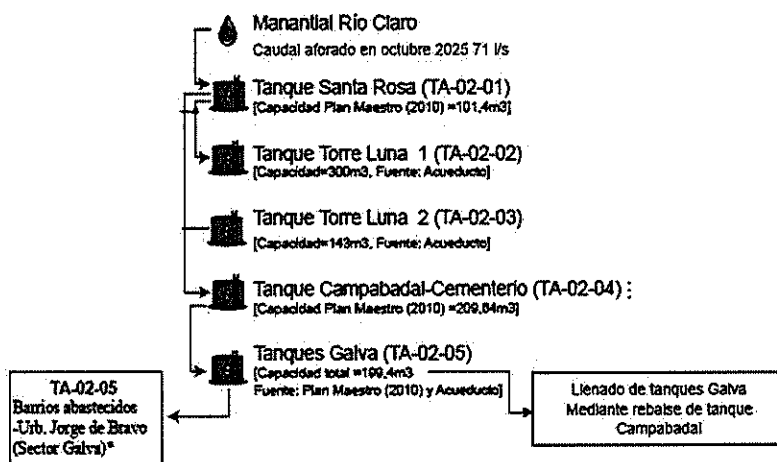 Manantial Río Claro
Caudal aforado en octubre 2025 71 l/s
Tanque Santa Rosa (TA-02-01)
[Capacidad Plan Maestro (2010) =101,4m3]
Tanque Torre Luna 1 (TA-02-02)
[Capacidad=300m3, Fuente: Acueducto]
Tanque Torre Luna 2 (TA-02-03)
[Capacidad=143m3, Fuente: Acueducto]
Tanque Campabadal-Cementerio (TA-02-04) :
[Capacidad Plan Maestro (2010) =209,64m3]
Tanques Galva (TA-02-05)
[Capacidad total =199,4m3
Fuente: Plan Maestro (2010) y Acueducto]
TA-02-05
Barrios abastecidos
-Urb. Jorge de Bravo
(Sector Galva)*
Llenado de tanques Galva
Mediante rebalse de tanque
Campabadal